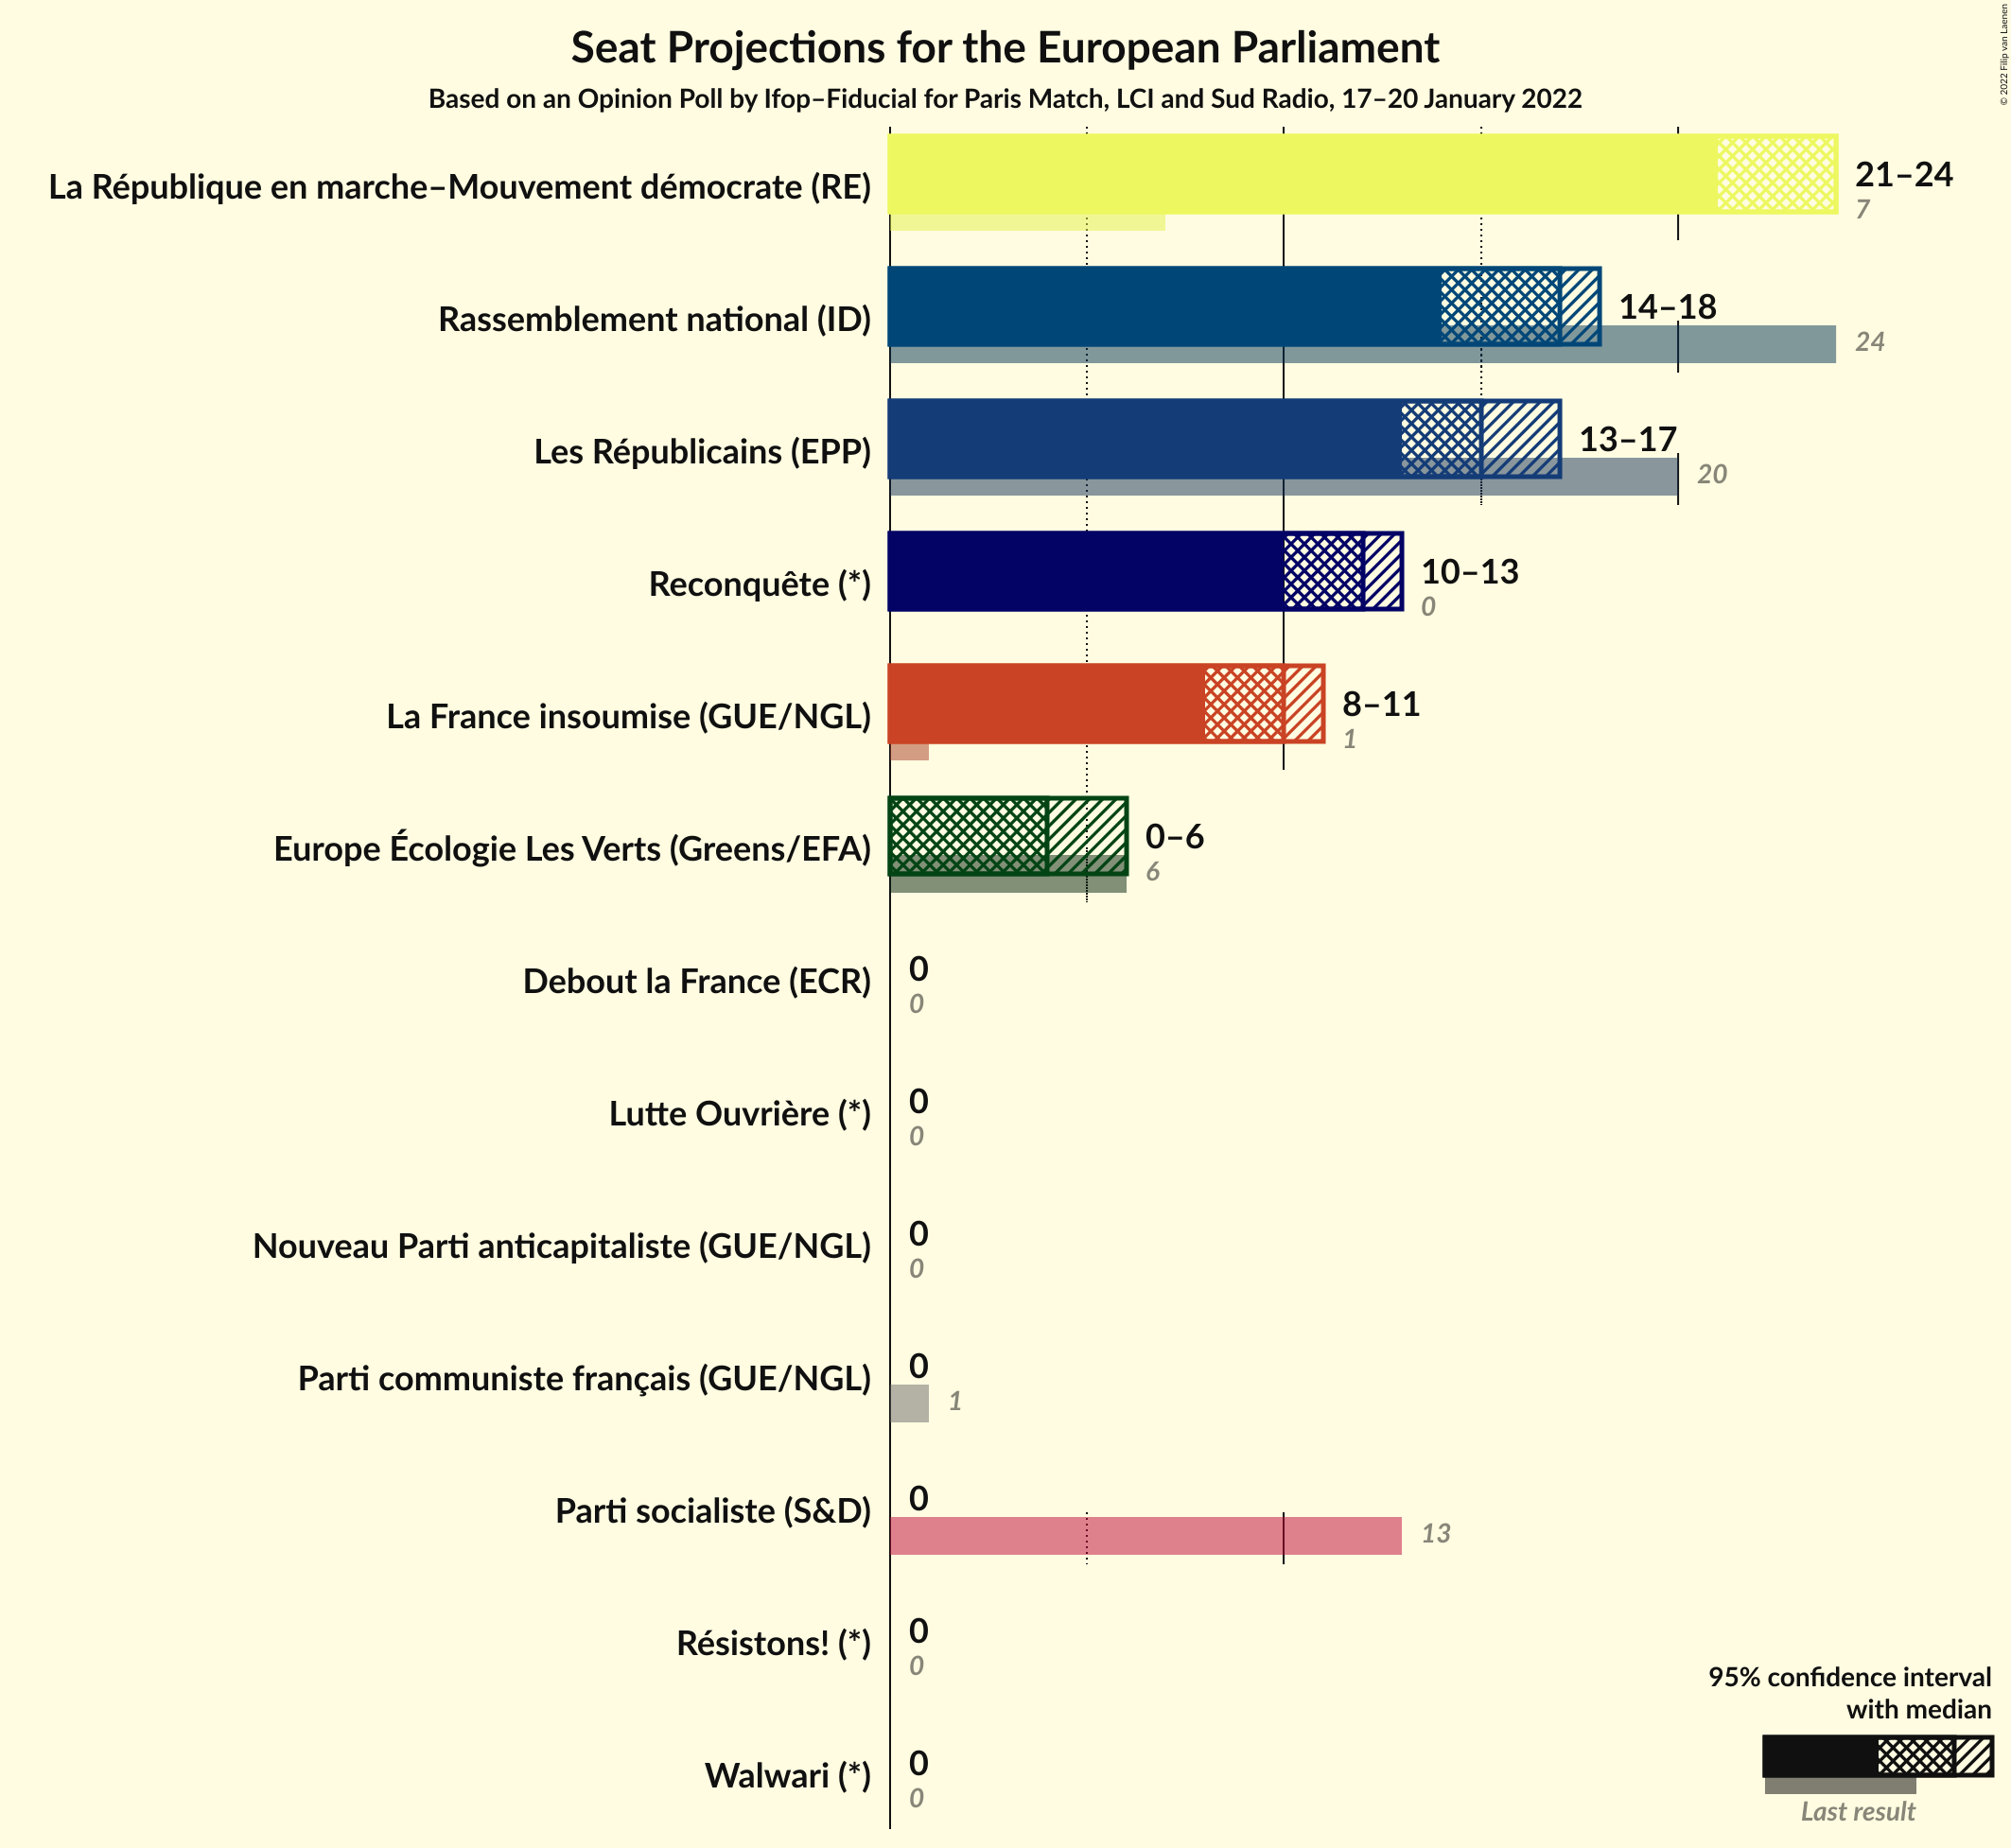 Seat Projections for the European Parliament
Based on an Opinion Poll by Ifop–Fiducial for Paris Match, LCI and Sud Radio, 17–20 January 2022
© 2022 Filip van Laenen
La République en marche–Mouvement démocrate (RE)
21–24
7
Rassemblement national (ID)
14–18
24
Les Républicains (EPP)
13–17
20
Reconquête (*)
10–13
0
La France insoumise (GUE/NGL)
8–11
1
Europe Écologie Les Verts (Greens/EFA)
0–6
6
Debout la France (ECR)
0
0
Lutte Ouvrière (*)
0
0
Nouveau Parti anticapitaliste (GUE/NGL)
0
0
Parti communiste français (GUE/NGL)
0
1
Parti socialiste (S&D)
0
13
Résistons! (*)
0
0
Walwari (*)
0
0
95% confidence interval
with median
Last result